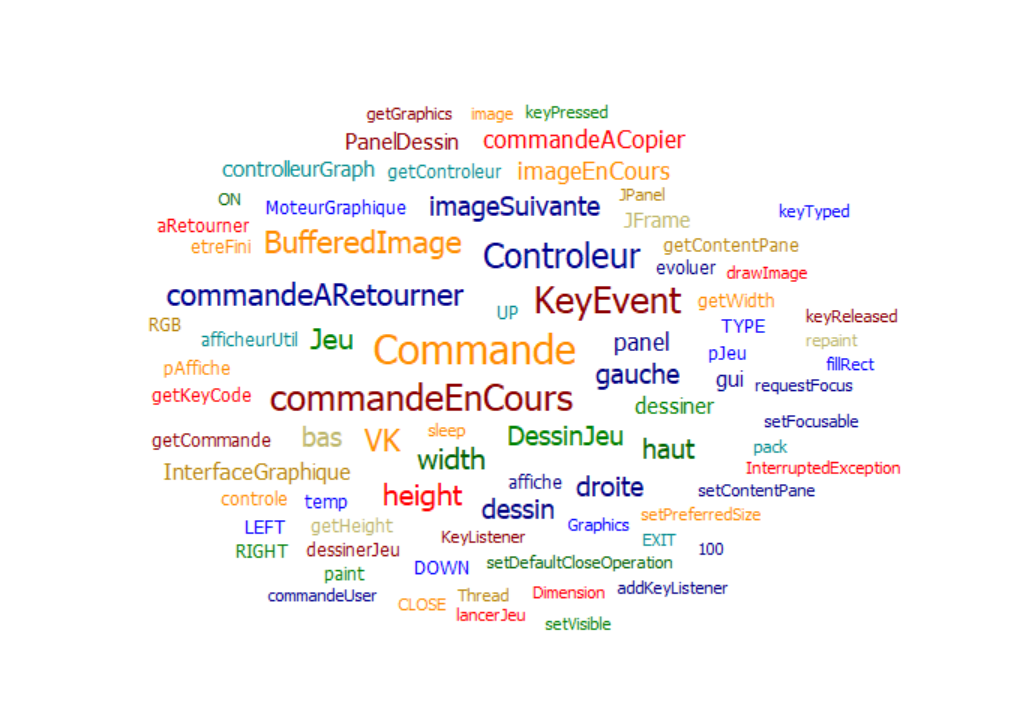 getGraphics image keyPressed
PanelDessin commandeACopier
controlleurGraph getControleur imageEnCours
ON MoteurGraphique imageSuivante JPanel
aRetourner JFrame keyTyped
etreFini BufferedImage Controleur getContentPane
evoluer drawImage
commandeARetourner UP KeyEvent getWidth
RGB afficheurUtil Jeu TYPE keyReleased
pAffiche Commande panel pJeu repaint
fillRect
getKeyCode commandeEnCours gauche gui requestFocus
dessiner setFocusable
getCommande bas VK sleep DessinJeu haut pack
InterfaceGraphique width InterruptedException
controle temp height affiche droite setContentPane
LEFT getHeight dessin Graphics setPreferredSize
RIGHT dessinerJeu KeyListener EXIT 100
paint DOWN setDefaultCloseOperation
commandeUser CLOSE Thread Dimension addKeyListener
lancerJeu setVisible